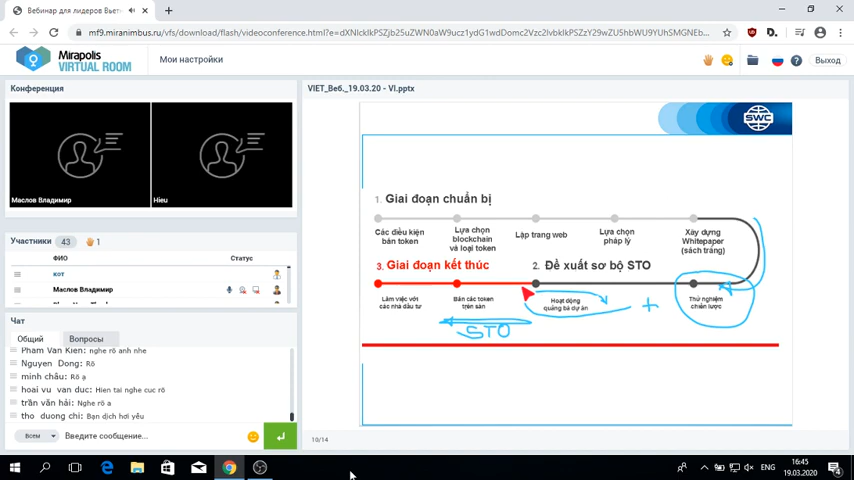 Вебинар для лидеров Вьет
mf9.miranimbus.ru/vfs/download/flash/videoconference.html?e=
Mirapolis
VIRTUAL ROOM
Мои настройки
Выход
Конференция
VIET_Веб._19.03.20 - VI.pptx
Маслов Владимир
Hieu
SWC
1. Giai đoạn chuẩn bị
Các điều kiện
bán token
Lựa chọn
blockchain
và loại token
Lập trang web
Lựa chọn
pháp lý
Xây dựng
Whitepaper
(sách trắng)
3. Giai đoạn kết thúc
2. Đề xuất sơ bộ STO
Làm việc với
các nhà đầu tư
Bán các token
trên sàn
Hoạt động
quảng bá dự án
+
Thử nghiệm
chiến lược
STO
Участники 43 1
ФИО
Статус
кот
Маслов Владимир
Чат
Общий
Вопросы
Pham Van Kien: nghe rõ anh nhe
Nguyen Dong: Rõ
minh châu: Rõ ạ
hoai vu van duc: Hien tai nghe cuc rõ
trần văn hải: Nghe rõ a
tho duong chi: Bạn dịch hơi yếu
Всем
Введите сообщение...
10/14
ENG
16:45
19.03.2020
4